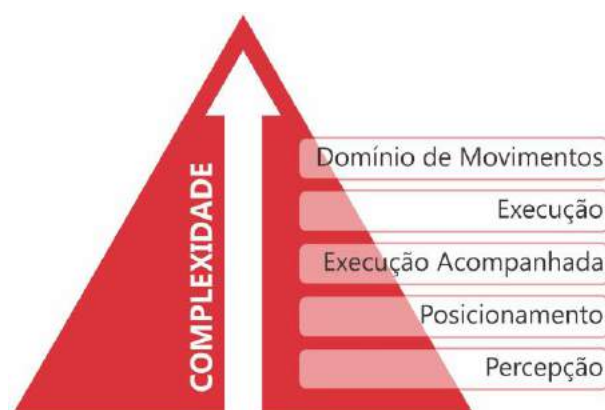 COMPLEXIDADE
Domínio de Movimentos
Execução
Execução Acompanhada
Posicionamento
Percepção